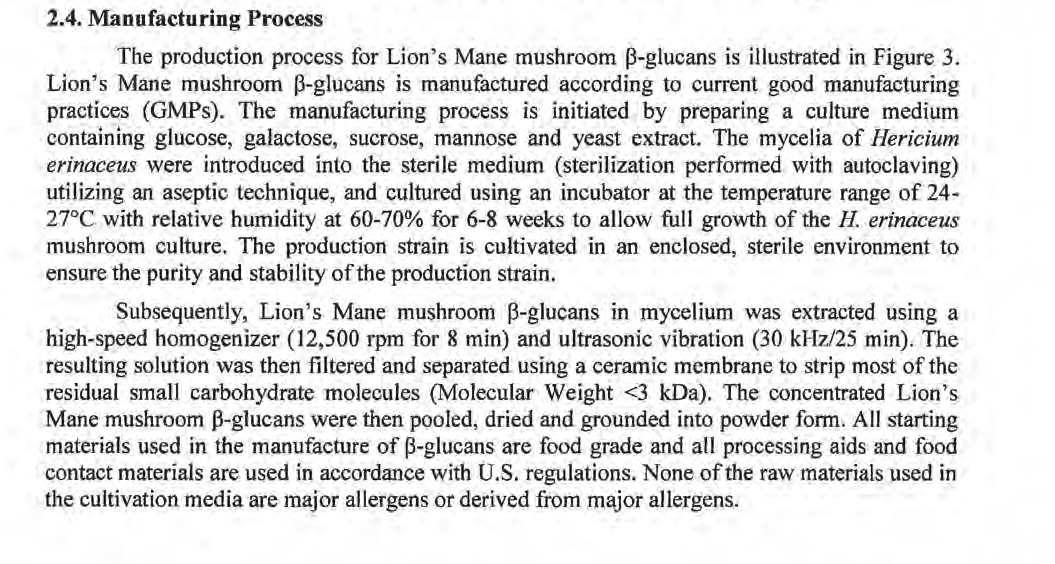 2.4. Manufacturing Process
The production process for Lion's Mane mushroom β-glucans is illustrated in Figure 3.
Lion's Mane mushroom β-glucans is manufactured according to current good manufacturing
practices (GMPs). The manufacturing process is initiated by preparing a culture medium
containing glucose, galactose, sucrose, mannose and yeast extract. The mycelia of Hericium
erinaceus were introduced into the sterile medium (sterilization performed with autoclaving)
utilizing an aseptic technique, and cultured using an incubator at the temperature range of 24-
27°C with relative humidity at 60-70% for 6-8 weeks to allow full growth of the H. erinaceus
mushroom culture. The production strain is cultivated in an enclosed, sterile environment to
ensure the purity and stability of the production strain.
Subsequently, Lion's Mane mushroom β-glucans in mycelium was extracted using a
high-speed homogenizer (12,500 rpm for 8 min) and ultrasonic vibration (30 kHz/25 min). The
resulting solution was then filtered and separated using a ceramic membrane to strip most of the
residual small carbohydrate molecules (Molecular Weight <3 kDa). The concentrated Lion's
Mane mushroom β-glucans were then pooled, dried and grounded into powder form. All starting
materials used in the manufacture of β-glucans are food grade and all processing aids and food
contact materials are used in accordance with U.S. regulations. None of the raw materials used in
the cultivation media are major allergens or derived from major allergens.